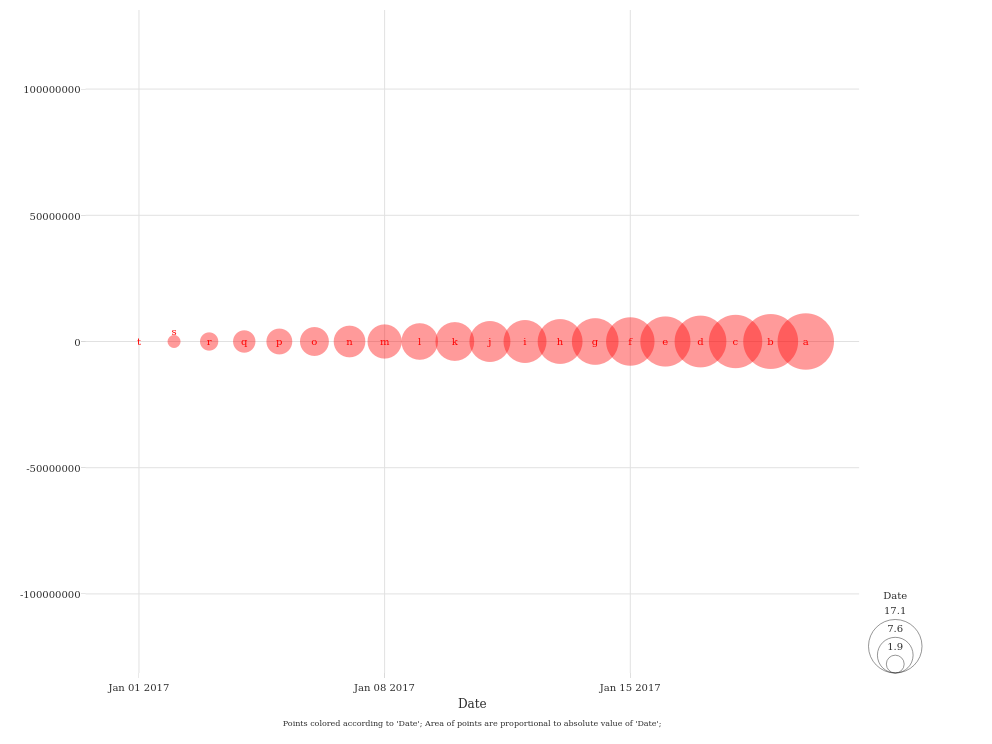 100000000
50000000
0
-50000000
-100000000
s
t r q p o n m l k j i h g f e d c b a
Date
17.1
7.6
1.9
Jan 01 2017 Jan 08 2017 Jan 15 2017
Date
Points colored according to 'Date'; Area of points are proportional to absolute value of 'Date';